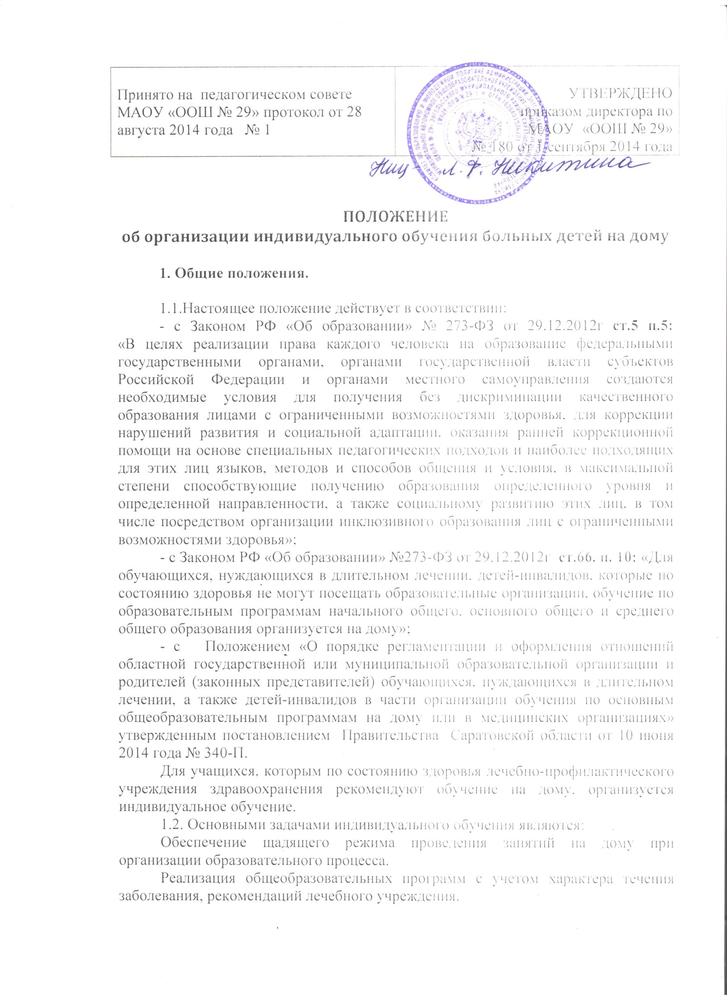 Принято на педагогическом совете
МАОУ «ООШ № 29» протокол от 28
августа 2014 года № 1
УТВЕРЖДЕНО
приказом директора по
МАОУ «ООШ № 29»
№ 180 от 1 сентября 2014 года
Л. Ф. Никитина
ПОЛОЖЕНИЕ
об организации индивидуального обучения больных детей на дому
1. Общие положения.
1.1.Настоящее положение действует в соответствии:
- с Законом РФ «Об образовании» № 273-ФЗ от 29.12.2012г ст.5 п.5:
«В целях реализации права каждого человека на образование федеральными
государственными органами, органами государственной власти субъектов
Российской Федерации и органами местного самоуправления создаются
необходимые условия для получения без дискриминации качественного
образования лицами с ограниченными возможностями здоровья, для коррекции
нарушений развития и социальной адаптации, оказания ранней коррекционной
помощи на основе специальных педагогических подходов и наиболее подходящих
для этих лиц языков, методов и способов общения и условия, в максимальной
степени способствующие получению образования определенного уровня и
определенной направленности, а также социальному развитию этих лиц, в том
числе посредством организации инклюзивного образования лиц с ограниченными
возможностями здоровья»;
- с Законом РФ «Об образовании» №273-ФЗ от 29.12.2012г ст.66. п. 10: «Для
обучающихся, нуждающихся в длительном лечении, детей-инвалидов, которые по
состоянию здоровья не могут посещать образовательные организации, обучение по
образовательным программам начального общего, основного общего и среднего
общего образования организуется на дому»;
- с Положением «О порядке регламентации и оформления отношений
областной государственной или муниципальной образовательной организации и
родителей (законных представителей) обучающихся, нуждающихся в длительном
лечении, а также детей-инвалидов в части организации обучения по основным
общеобразовательным программам на дому или в медицинских организациях»
утвержденным постановлением Правительства Саратовской области от 10 июня
2014 года № 340-П.
Для учащихся, которым по состоянию здоровья лечебно-профилактического
учреждения здравоохранения рекомендуют обучение на дому, организуется
индивидуальное обучение.
1.2. Основными задачами индивидуального обучения являются:
Обеспечение щадящего режима проведения занятий на дому при
организации образовательного процесса.
Реализация общеобразовательных программ с учетом характера течения
заболевания, рекомендаций лечебного учреждения.